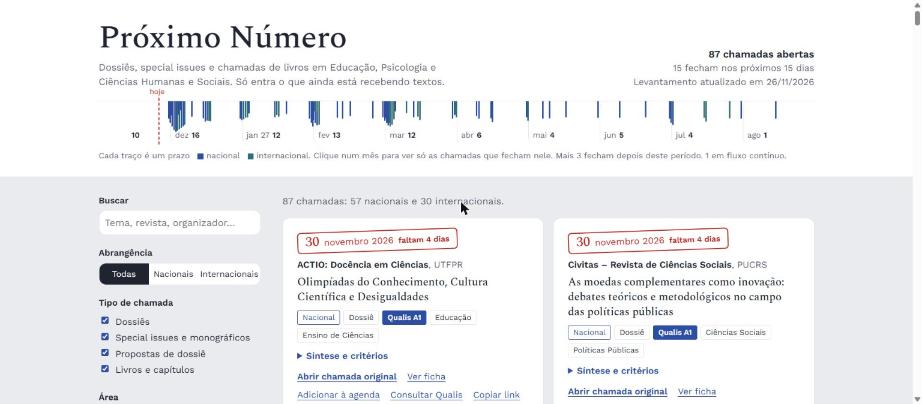 Próximo Número
Dossiês, special issues e chamadas de livros em Educação, Psicologia e
Ciências Humanas e Sociais. Só entra o que ainda está recebendo textos.
87 chamadas abertas
15 fecham nos próximos 15 dias
Levantamento atualizado em 26/11/2026
hoje
10 dez 16 jan 27 12 fev 13 mar 12 abr 6 mai 4 jun 5 jul 4 ago 1
Cada traço é um prazo nacional internacional. Clique num mês para ver só as chamadas que fecham nele. Mais 3 fecham depois deste período. 1 em fluxo contínuo.
Buscar
Tema, revista, organizador...
Abrangência
Todas Nacionais Internacionais
Tipo de chamada
Dossiês
Special issues e monográficos
Propostas de dossiê
Livros e capítulos
Área
87 chamadas: 57 nacionais e 30 internacionais.
30 novembro 2026 faltam 4 dias
ACTIO: Docência em Ciências, UTFPR
Olimpíadas do Conhecimento, Cultura
Científica e Desigualdades
Nacional Dossiê Qualis A1 Educação
Ensino de Ciências
Síntese e critérios
Abrir chamada original Ver ficha
Adicionar à agenda Consultar Qualis Copiar link
30 novembro 2026 faltam 4 dias
Civitas – Revista de Ciências Sociais, PUCRS
As moedas complementares como inovação:
debates teóricos e metodológicos no campo
das políticas públicas
Nacional Dossiê Qualis A1 Ciências Sociais
Políticas Públicas
Síntese e critérios
Abrir chamada original Ver ficha